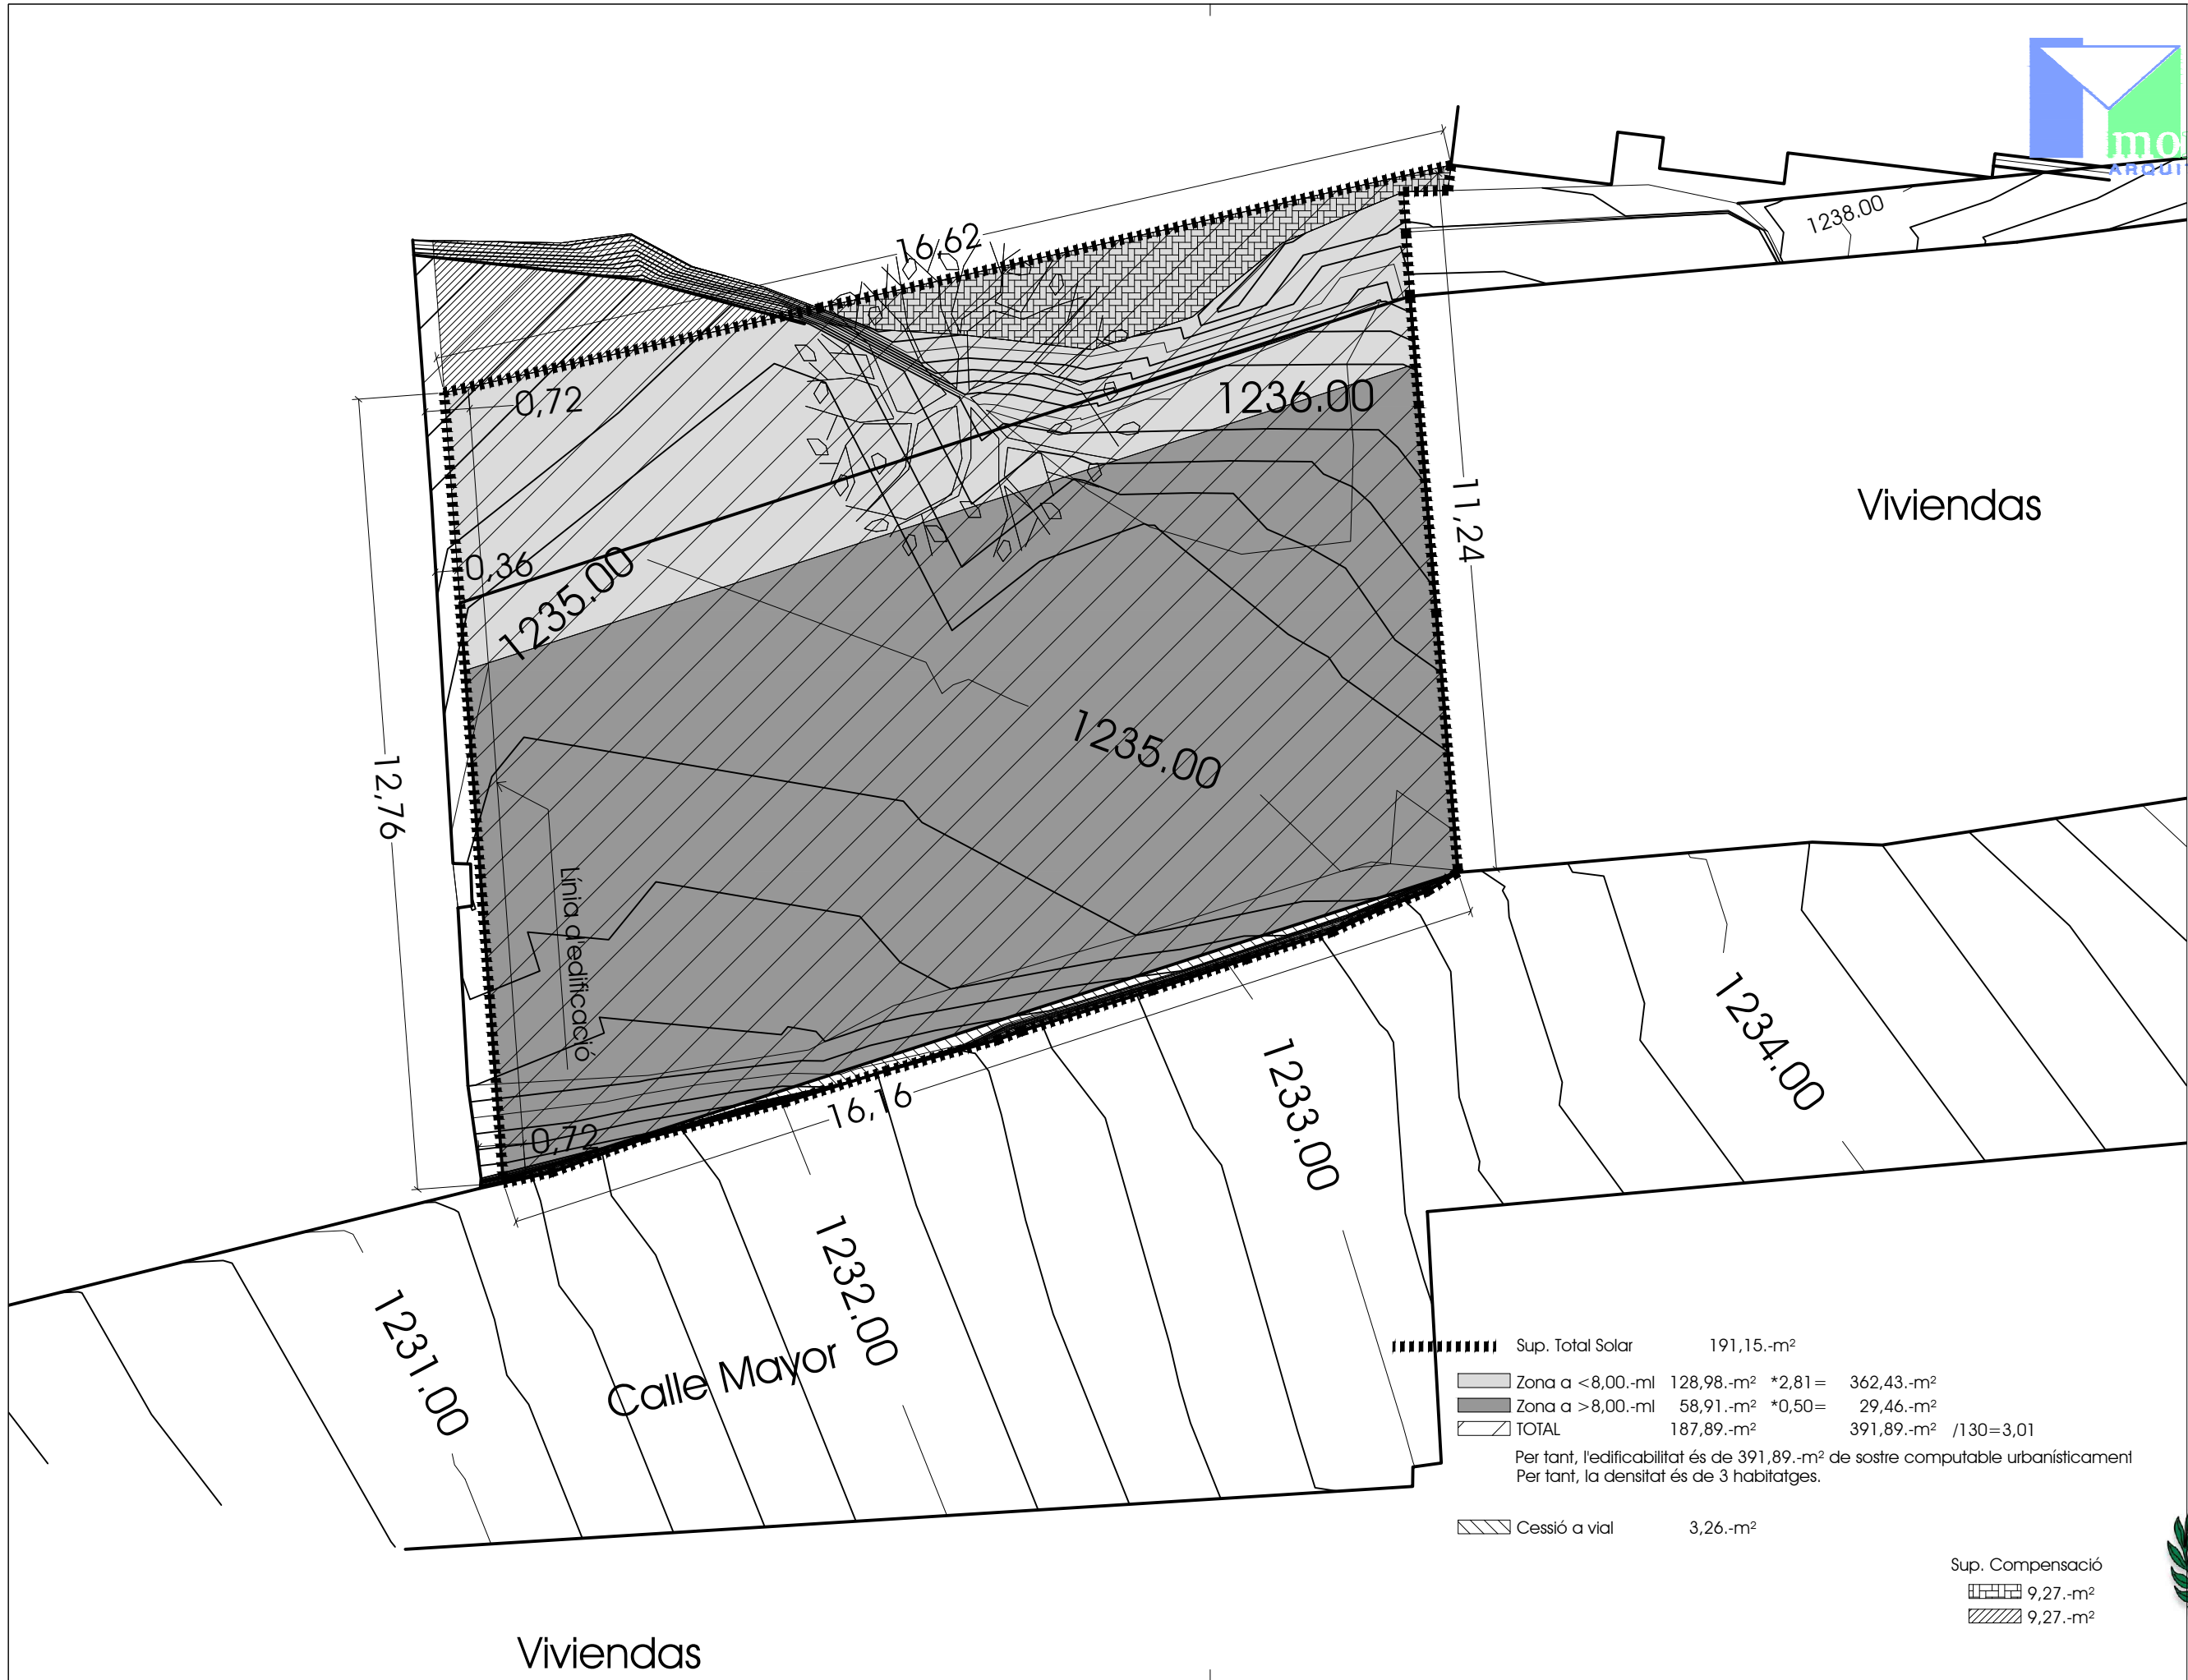 mo
ARQUI
1238.00
16,62
0,72
1236.00
11,24
Viviendas
0,36
1235.00
1235.00
12,76
Línia d'edificació
1234.00
1233.00
16,16
0,72
1232.00
1231.00
Calle Mayor
Sup. Total Solar 191,15.-m²
Zona a <8,00.-ml 128,98.-m² *2,81= 362,43.-m²
Zona a >8,00.-ml 58,91.-m² *0,50= 29,46.-m²
TOTAL 187,89.-m² 391,89.-m² /130=3,01
Per tant, l'edificabilitat és de 391,89.-m² de sostre computable urbanísticament
Per tant, la densitat és de 3 habitatges.
Cessió a vial 3,26.-m²
Sup. Compensació
9,27.-m²
9,27.-m²
Viviendas